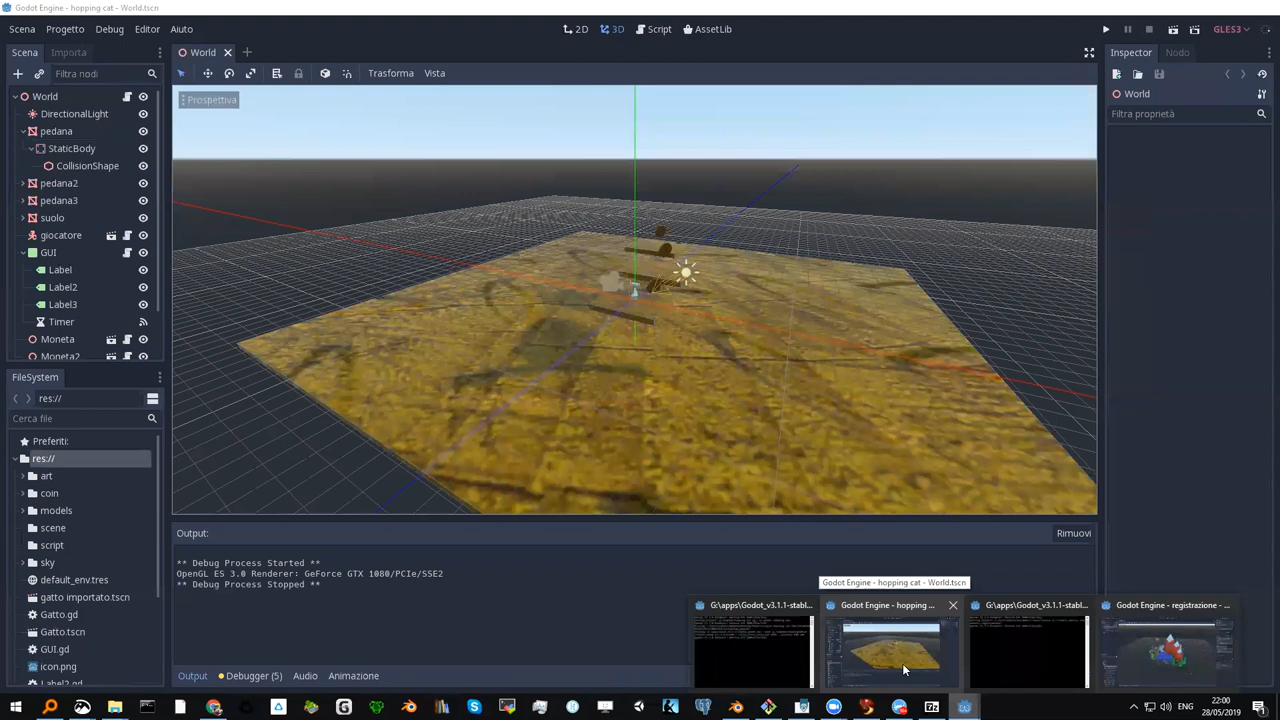 Godot Engine - hopping cat - World.tscn
Scena Progetto Debug Editor Aiuto
2D 3D Script AssetLib
GLES3
Scena Importa
World
Inspector Nodo
Filtra nodi
Trasforma Vista
World
Filtra proprietà
Prospettiva
World
DirectionalLight
pedana
StaticBody
CollisionShape
pedana2
pedana3
suolo
giocatore
GUI
Label
Label2
Label3
Timer
Moneta
Moneta2
FileSystem
res://
Cerca file
Preferiti:
res://
art
coin
models
scene
script
sky
default_env.tres
gatto importato.tscn
Gatto.gd
Gatto.tscn
GUI.gd
icon.png
Label2.gd
Output:
Rimuovi
** Debug Process Started **
OpenGL ES 3.0 Renderer: GeForce GTX 1080/PCIe/SSE2
** Debug Process Stopped **
Output Debugger (5) Audio Animazione
Godot Engine - hopping cat - World.tscn
G:\apps\Godot_v3.1.1-stabl...
Godot Engine - hopping ...
G:\apps\Godot_v3.1.1-stabl...
Godot Engine - registrazione - ...
ENG
22:00
28/05/2019